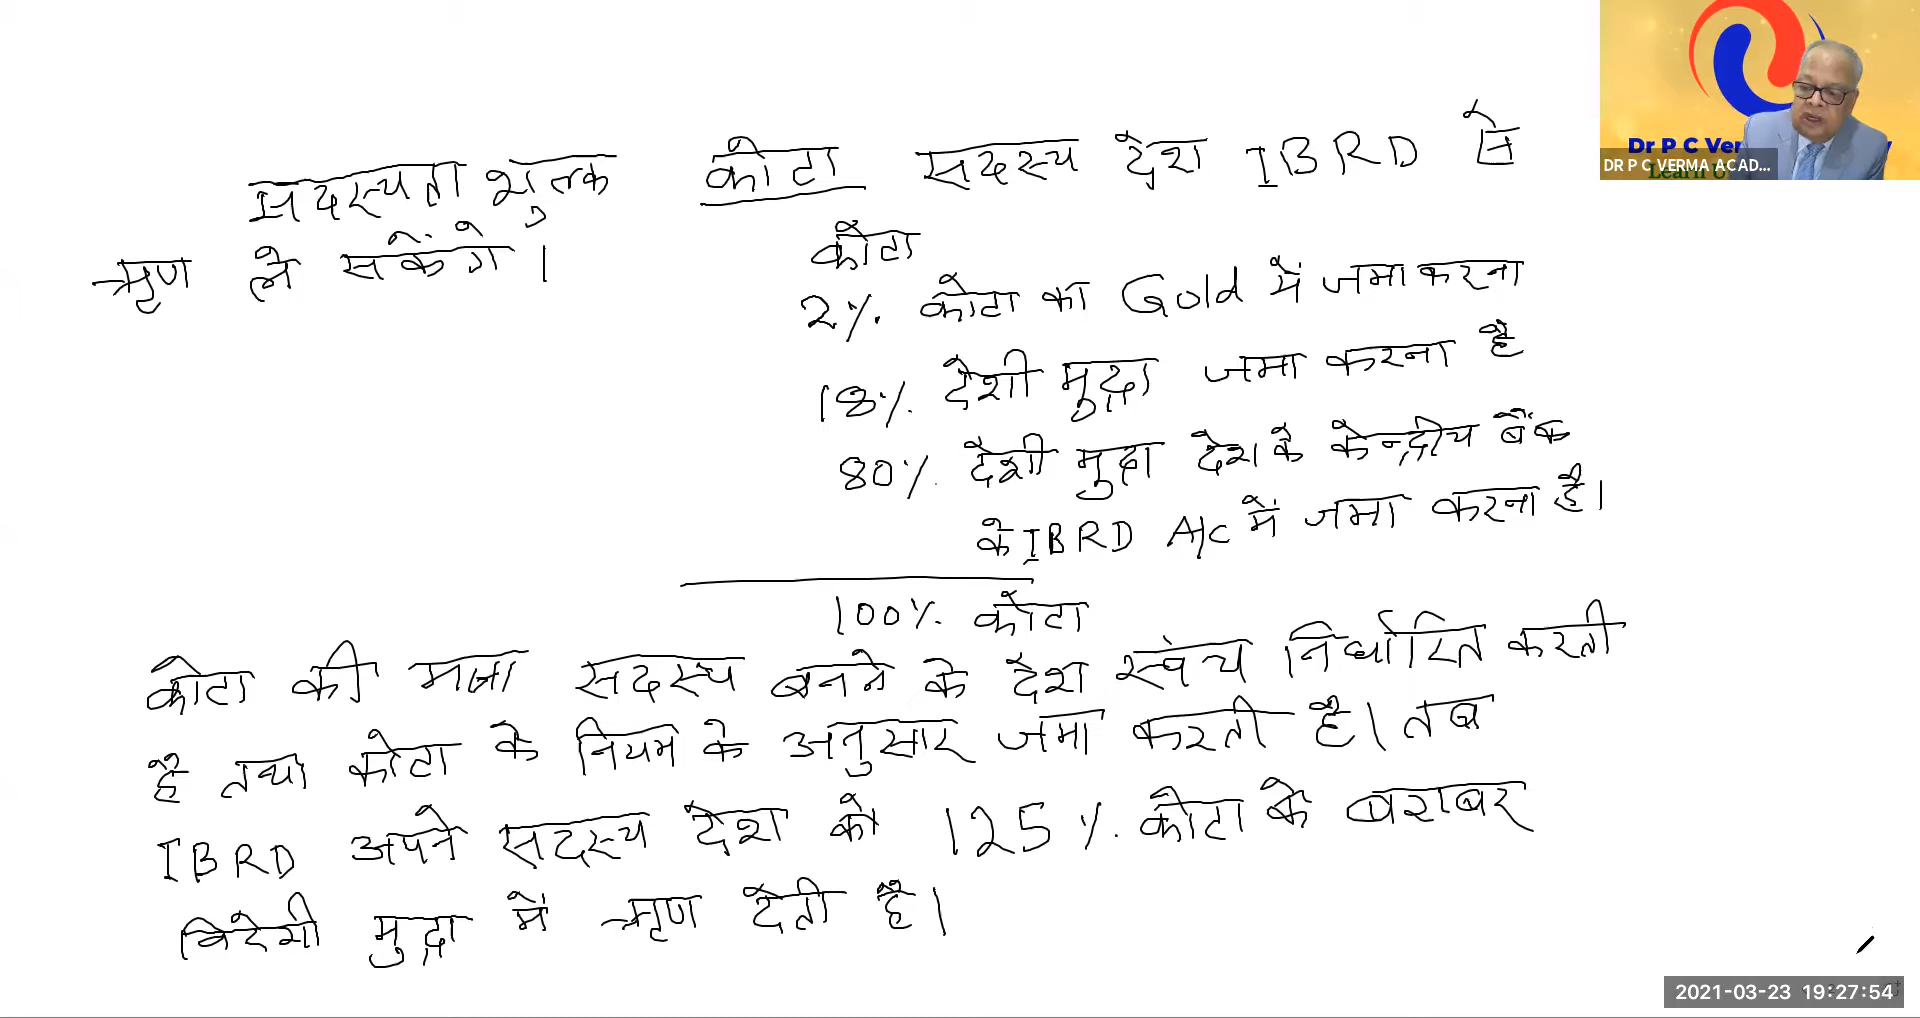 Dr P C Ver
DR P C VERMA ACAD...
Learn U
सदस्यता शुल्क कोटा सदस्य देश IBRD से
ऋण ले सकेंगे।
कोटा
2% कोटा का Gold में जमा करना
18% देशी मुद्रा जमा करना है
80% देशी मुद्रा देश के केन्द्रीय बैंक
के IBRD A/c में जमा करना है।
100% कोटा
कोटा की सदस्य बनने के देश स्वंय निर्धारित करती
है तथा कोटा के नियम के अनुसार जमा करती है। तब
IBRD अपने सदस्य देश को 125% कोटा के बराबर
विदेशी मुद्रा में ऋण देती है।
2021-03-23 19:27:54